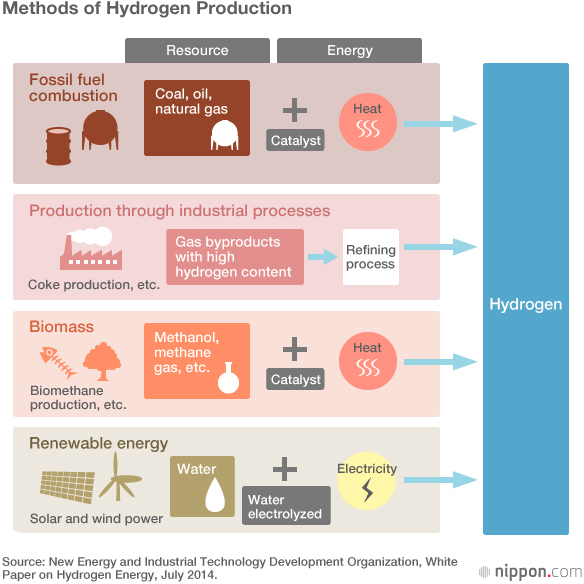 Methods of Hydrogen Production
Resource
Energy
Fossil fuel
combustion
Coal, oil,
natural gas
+
Catalyst
Heat
Production through industrial processes
Coke production, etc.
Gas byproducts
with high
hydrogen content
Refining
process
Biomass
Biomethane
production, etc.
Methanol,
methane
gas, etc.
+
Catalyst
Heat
Renewable energy
Solar and wind power
Water
+
Water
electrolyzed
Electricity
Hydrogen
Source: New Energy and Industrial Technology Development Organization, White
Paper on Hydrogen Energy, July 2014.
nippon.com